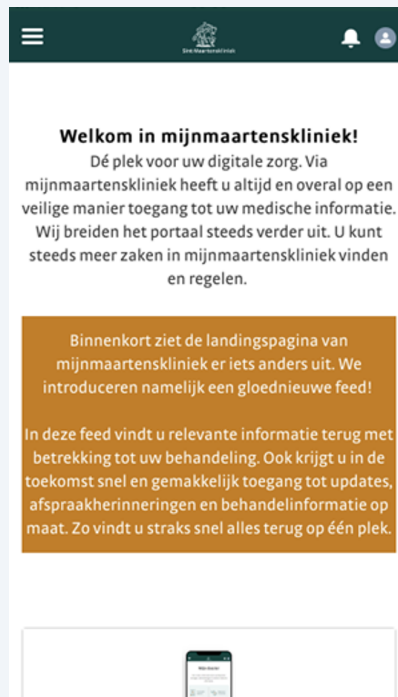 Sint Maartenskliniek
Welkom in mijnmaartenskliniek!
Dé plek voor uw digitale zorg. Via
mijnmaartenskliniek heeft u altijd en overal op een
veilige manier toegang tot uw medische informatie.
Wij breiden het portaal steeds verder uit. U kunt
steeds meer zaken in mijnmaartenskliniek vinden
en regelen.
Binnenkort ziet de landingspagina van
mijnmaartenskliniek er iets anders uit. We
introduceren namelijk een gloednieuwe feed!
In deze feed vindt u relevante informatie terug met
betrekking tot uw behandeling. Ook krijgt u in de
toekomst snel en gemakkelijk toegang tot updates,
afspraakherinneringen en behandelinformatie op
maat. Zo vindt u straks snel alles terug op één plek.